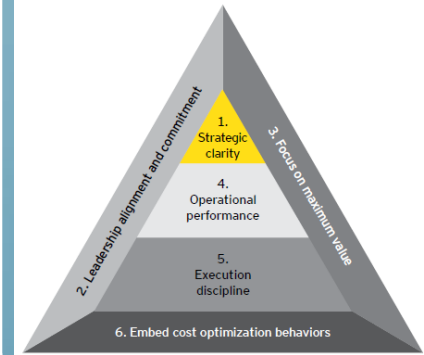 1.
Strategic
clarity
2. Leadership alignment and commitment
3. Focus on maximum value
4.
Operational
performance
5.
Execution
discipline
6. Embed cost optimization behaviors